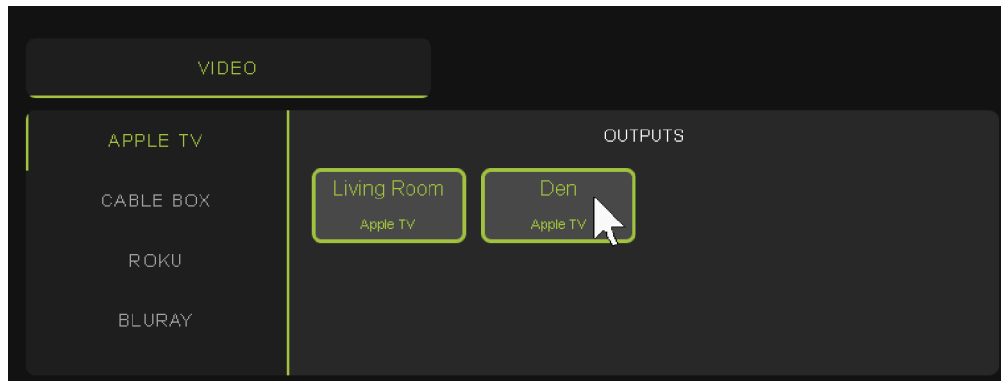 VIDEO
APPLE TV
CABLE BOX
ROKU
BLURAY
OUTPUTS
Living Room
Apple TV
Den
Apple TV